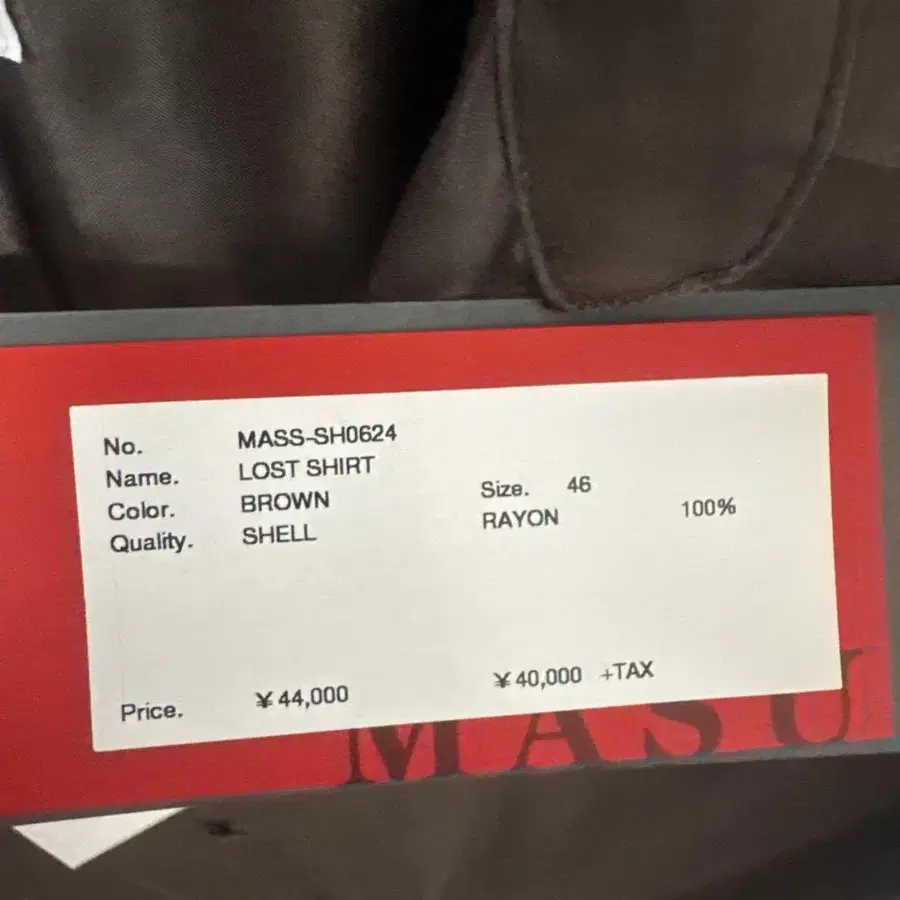 No. MASS-SH0624
Name. LOST SHIRT
Color. BROWN Size. 46
Quality. SHELL RAYON 100%
Price. ¥44,000 ¥40,000 +TAX
MASU